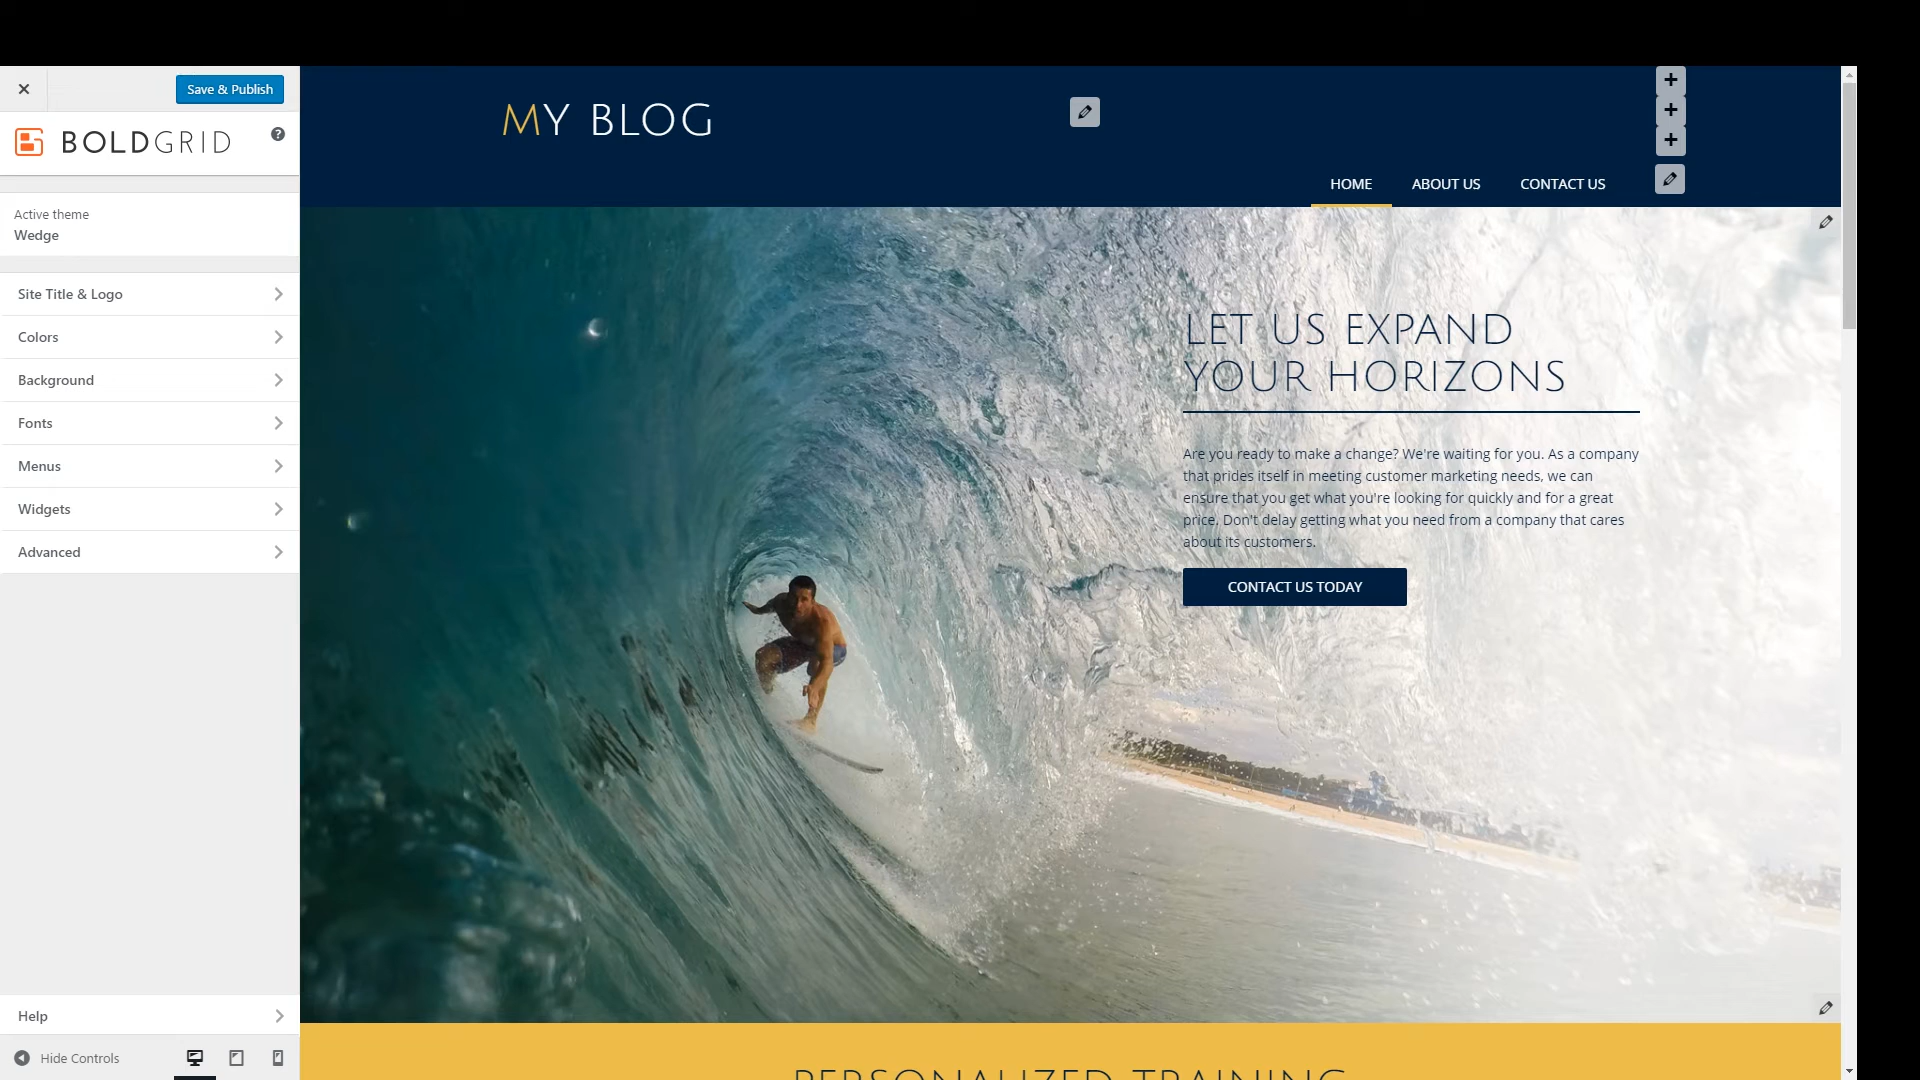 Save & Publish
BOLDGRID
Active theme
Wedge
Site Title & Logo
Colors
Background
Fonts
Menus
Widgets
Advanced
Help
Hide Controls
MY BLOG
HOME ABOUT US CONTACT US
LET US EXPAND
YOUR HORIZONS
Are you ready to make a change? We're waiting for you. As a company
that prides itself in meeting customer marketing needs, we can
ensure that you get what you're looking for quickly and for a great
price. Don't delay getting what you need from a company that cares
about its customers.
CONTACT US TODAY
PERSONALIZED TRAINING